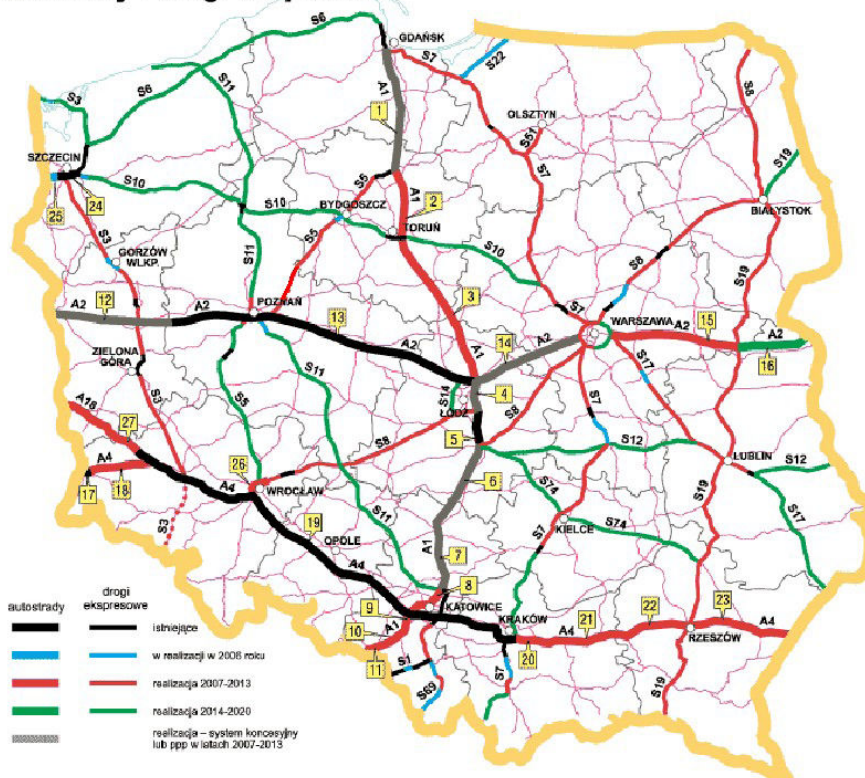 S6
GDAŃSK
S7
S22
S3
S6
S11
A1
1
S8
OLSZTYN
S51
S7
SZCZECIN
S10
24
25
S5
A1
2
S19
BIAŁYSTOK
S10
BYDGOSZCZ
TORUŃ
S10
S3
S5
S8
S19
GORZÓW
WLKP.
S11
3
A2
12
A2
POZNAŃ
13
A2
A1
14
A2
S7
WARSZAWA
A2
15
A2
16
ZIELONA
GÓRA
S3
S11
S14
4
S17
ŁÓDŹ
S7
S8
A18
27
S5
5
S8
S12
LUBLIN
S12
A4
17
18
26
WROCŁAW
6
S74
S19
S17
A4
S3
19
OPOLE
S11
KIELCE
S74
S7
A4
A1
7
8
autostrady
drogi
ekspresowe
9
KATOWICE
KRAKÓW
21
22
23
A4
A4
istniejące
10
A1
20
RZESZÓW
11
S1
S7
w realizacji w 2006 roku
S69
S19
realizacja 2007-2013
realizacja 2014-2020
realizacja – system koncesyjny
lub ppp w latach 2007-2013